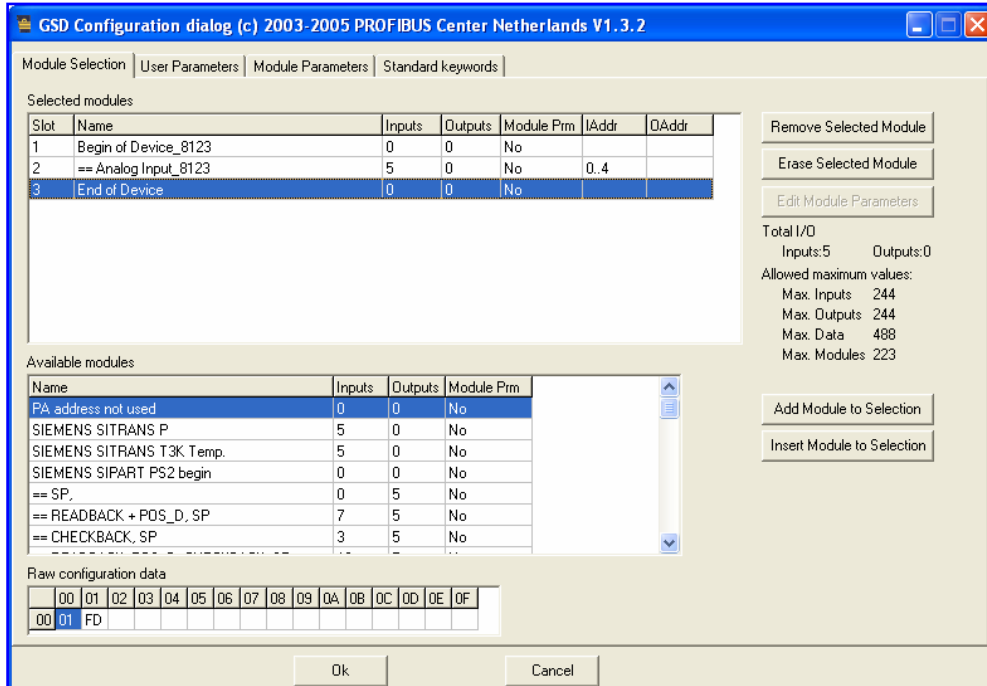 GSD Configuration dialog (c) 2003-2005 PROFIBUS Center Netherlands V1.3.2
Module Selection User Parameters Module Parameters Standard keywords
Selected modules
Slot Name Inputs Outputs Module Prm IAddr OAddr
1 Begin of Device_8123 0 0 No
2 == Analog Input_8123 5 0 No 0..4
3 End of Device 0 0 No
Remove Selected Module
Erase Selected Module
Edit Module Parameters
Total I/O
Inputs:5 Outputs:0
Allowed maximum values:
Max. Inputs 244
Max. Outputs 244
Max. Data 488
Max. Modules 223
Available modules
Name Inputs Outputs Module Prm
PA address not used 0 0 No
SIEMENS SITRANS P 5 0 No
SIEMENS SITRANS T3K Temp. 5 0 No
SIEMENS SIPART PS2 begin 0 0 No
== SP, 0 5 No
== READBACK + POS_D, SP 7 5 No
== CHECKBACK, SP 3 5 No
Add Module to Selection
Insert Module to Selection
Raw configuration data
00 01 02 03 04 05 06 07 08 09 0A 0B 0C 0D 0E 0F
00 01 FD
Ok Cancel